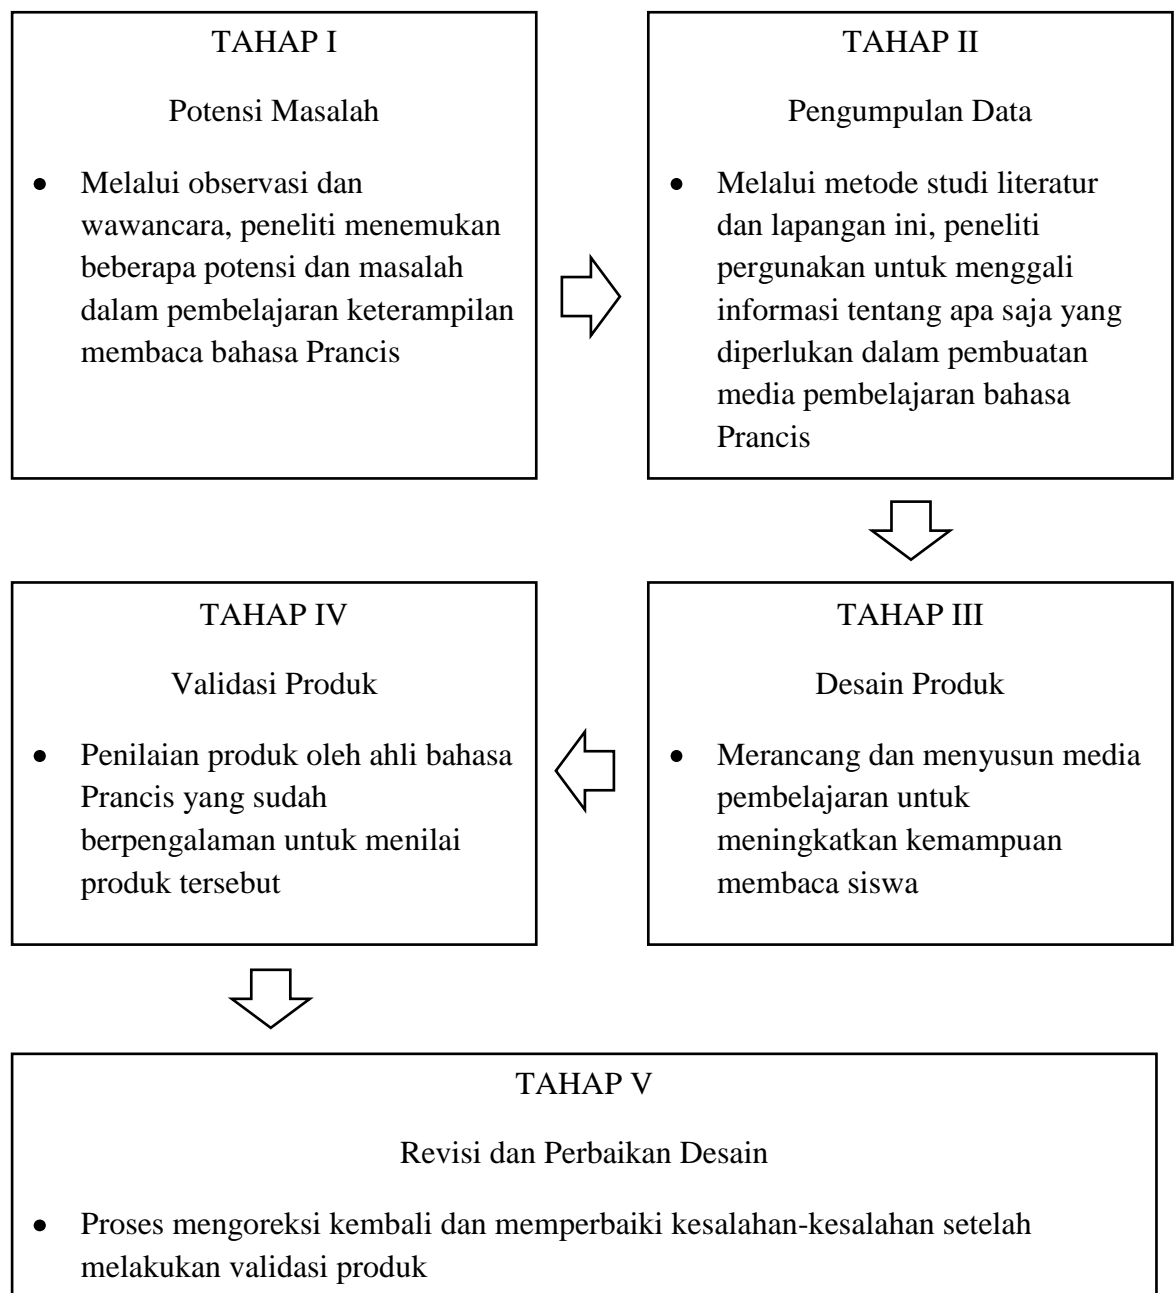 TAHAP I
Potensi Masalah
• Melalui observasi dan
wawancara, peneliti menemukan
beberapa potensi dan masalah
dalam pembelajaran keterampilan
membaca bahasa Prancis
TAHAP II
Pengumpulan Data
• Melalui metode studi literatur
dan lapangan ini, peneliti
pergunakan untuk menggali
informasi tentang apa saja yang
diperlukan dalam pembuatan
media pembelajaran bahasa
Prancis
TAHAP III
Desain Produk
• Merancang dan menyusun media
pembelajaran untuk
meningkatkan kemampuan
membaca siswa
TAHAP IV
Validasi Produk
• Penilaian produk oleh ahli bahasa
Prancis yang sudah
berpengalaman untuk menilai
produk tersebut
TAHAP V
Revisi dan Perbaikan Desain
• Proses mengoreksi kembali dan memperbaiki kesalahan-kesalahan setelah
melakukan validasi produk